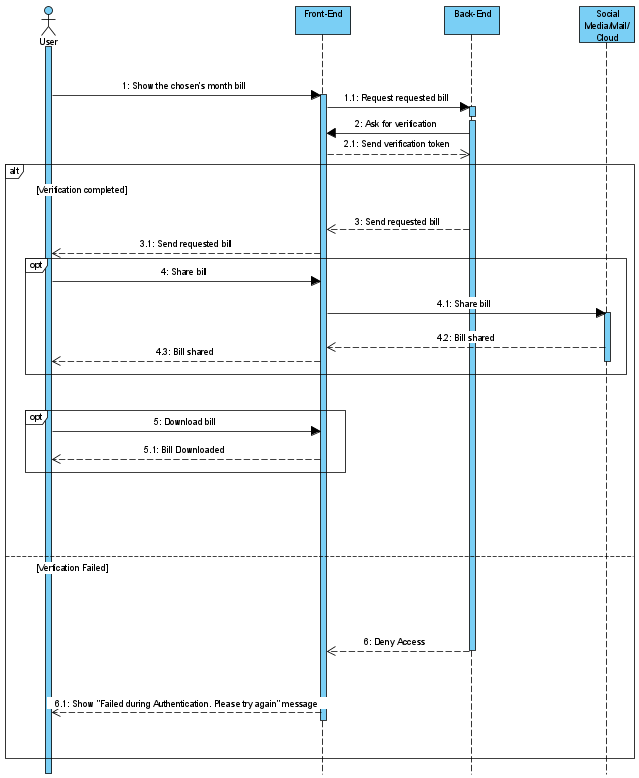 User
Front-End
Back-End
Social
Media/Mail/
Cloud
1: Show the chosen's month bill
1.1: Request requested bill
2: Ask for verification
2.1: Send verification token
alt
[Verification completed]
3: Send requested bill
3.1: Send requested bill
opt
4: Share bill
4.1: Share bill
4.2: Bill shared
4.3: Bill shared
opt
5: Download bill
5.1: Bill Downloaded
[Verfication Failed]
6: Deny Access
6.1: Show "Failed during Authentication. Please try again" message